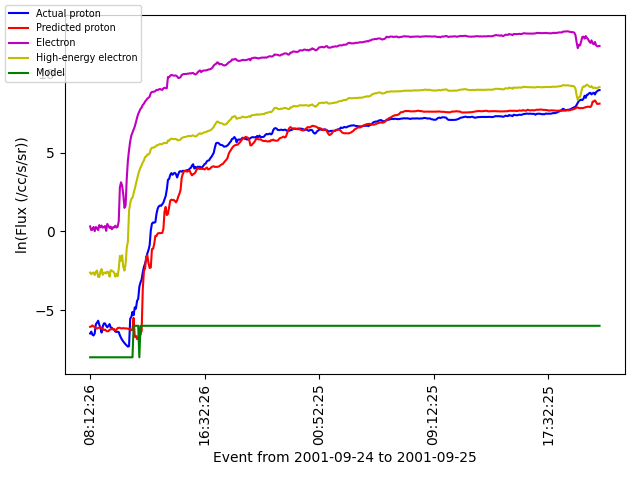 Actual proton
Predicted proton
Electron
High-energy electron
Model
5
0
−5
ln(Flux (/cc/s/sr))
08:12:26
16:32:26
00:52:25
09:12:25
17:32:25
Event from 2001-09-24 to 2001-09-25